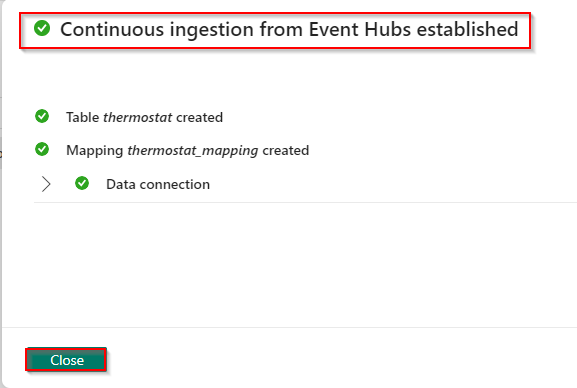 Continuous ingestion from Event Hubs established
Table thermostat created
Mapping thermostat_mapping created
Data connection
Close